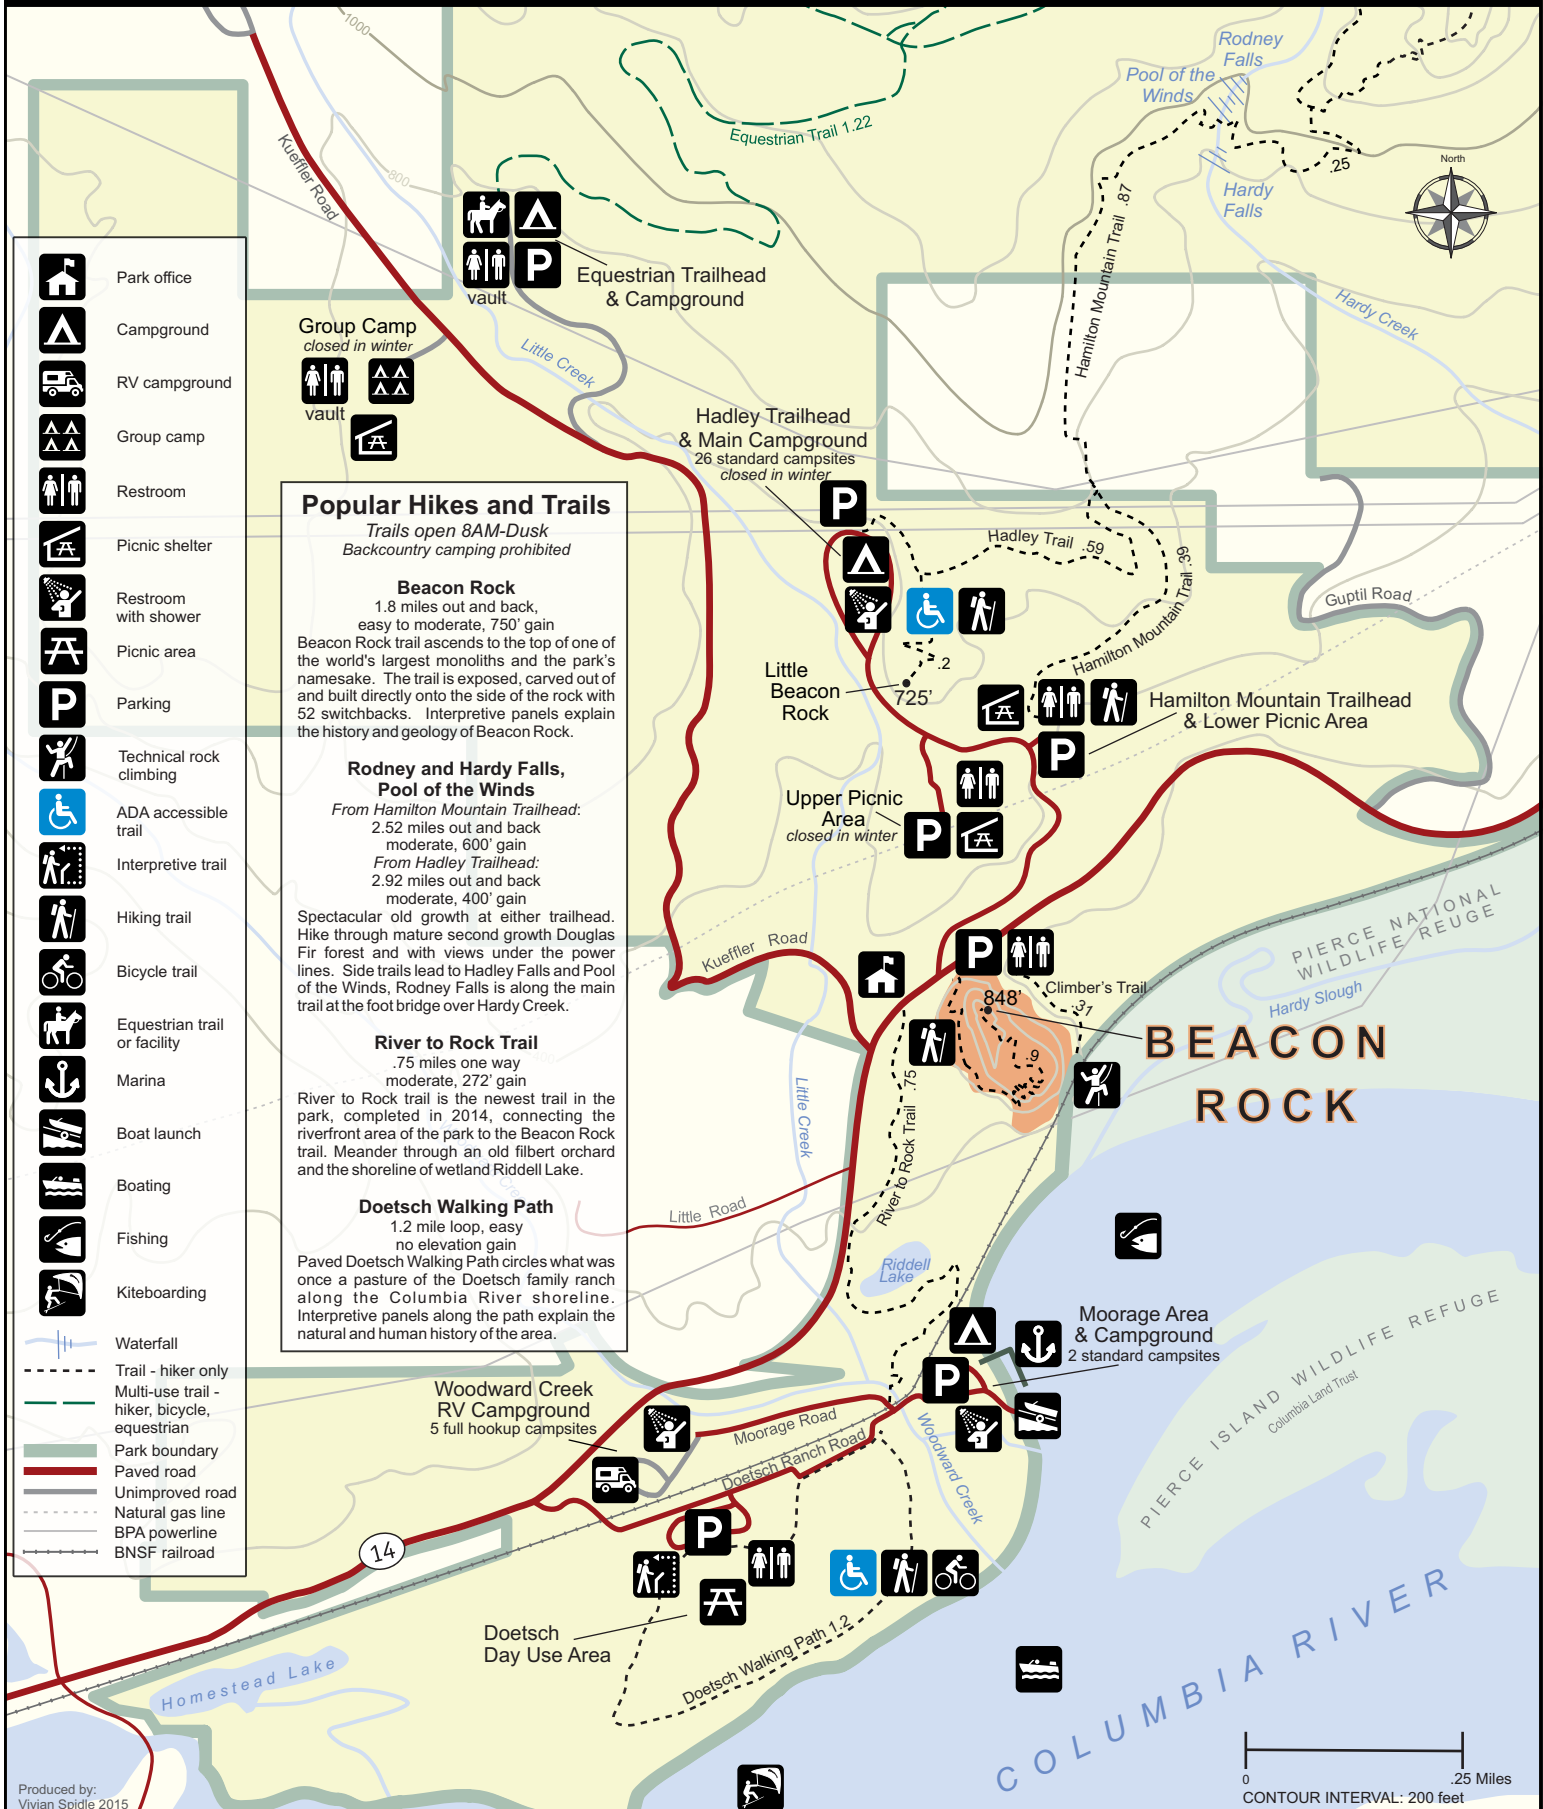 1000
Rodney
Falls
Pool of the
Winds
Equestrian Trail 1.22
Kueffler Road
800
.25
North
Hardy
Falls
Hamilton Mountain Trail .87
Hardy Creek
vault
Equestrian Trailhead
& Campground
Group Camp
closed in winter
vault
Little Creek
Hadley Trailhead
& Main Campground
26 standard campsites
closed in winter
P
P
Hadley Trail .59
Hamilton Mountain Trail .39
Guptil Road
.2
Little
Beacon
Rock
725'
Hamilton Mountain Trailhead
& Lower Picnic Area
P
Upper Picnic
Area
closed in winter
P
Kueffler Road
P
PIERCE NATIONAL
WILDLIFE REUGE
Hardy Slough
Climber's Trail
.31
848'
.9
BEACON
ROCK
River to Rock Trail .75
Little Creek
Little Road
Riddell
Lake
Moorage Area
& Campground
2 standard campsites
P
PIERCE ISLAND WILDLIFE REFUGE
Columbia Land Trust
Woodward Creek
RV Campground
5 full hookup campsites
Moorage Road
Doetsch Ranch Road
Woodward Creek
14
P
Doetsch
Day Use Area
Doetsch Walking Path 1.2
Homestead Lake
COLUMBIA RIVER
0
.25 Miles
CONTOUR INTERVAL: 200 feet
Produced by:
Vivian Spidle 2015
Park office
Campground
RV campground
Group camp
Restroom
Picnic shelter
Restroom
with shower
Picnic area
P
Parking
Technical rock
climbing
ADA accessible
trail
Interpretive trail
Hiking trail
Bicycle trail
Equestrian trail
or facility
Marina
Boat launch
Boating
Fishing
Kiteboarding
Waterfall
Trail - hiker only
Multi-use trail -
hiker, bicycle,
equestrian
Park boundary
Paved road
Unimproved road
Natural gas line
BPA powerline
BNSF railroad
Popular Hikes and Trails
Trails open 8AM-Dusk
Backcountry camping prohibited
Beacon Rock
1.8 miles out and back,
easy to moderate, 750' gain
Beacon Rock trail ascends to the top of one of
the world's largest monoliths and the park's
namesake. The trail is exposed, carved out of
and built directly onto the side of the rock with
52 switchbacks. Interpretive panels explain
the history and geology of Beacon Rock.
Rodney and Hardy Falls,
Pool of the Winds
From Hamilton Mountain Trailhead:
2.52 miles out and back
moderate, 600' gain
From Hadley Trailhead:
2.92 miles out and back
moderate, 400' gain
Spectacular old growth at either trailhead.
Hike through mature second growth Douglas
Fir forest and with views under the power
lines. Side trails lead to Hadley Falls and Pool
of the Winds, Rodney Falls is along the main
trail at the foot bridge over Hardy Creek.
River to Rock Trail
.75 miles one way
moderate, 272' gain
River to Rock trail is the newest trail in the
park, completed in 2014, connecting the
riverfront area of the park to the Beacon Rock
trail. Meander through an old filbert orchard
and the shoreline of wetland Riddell Lake.
Doetsch Walking Path
1.2 mile loop, easy
no elevation gain
Paved Doetsch Walking Path circles what was
once a pasture of the Doetsch family ranch
along the Columbia River shoreline.
Interpretive panels along the path explain the
natural and human history of the area.